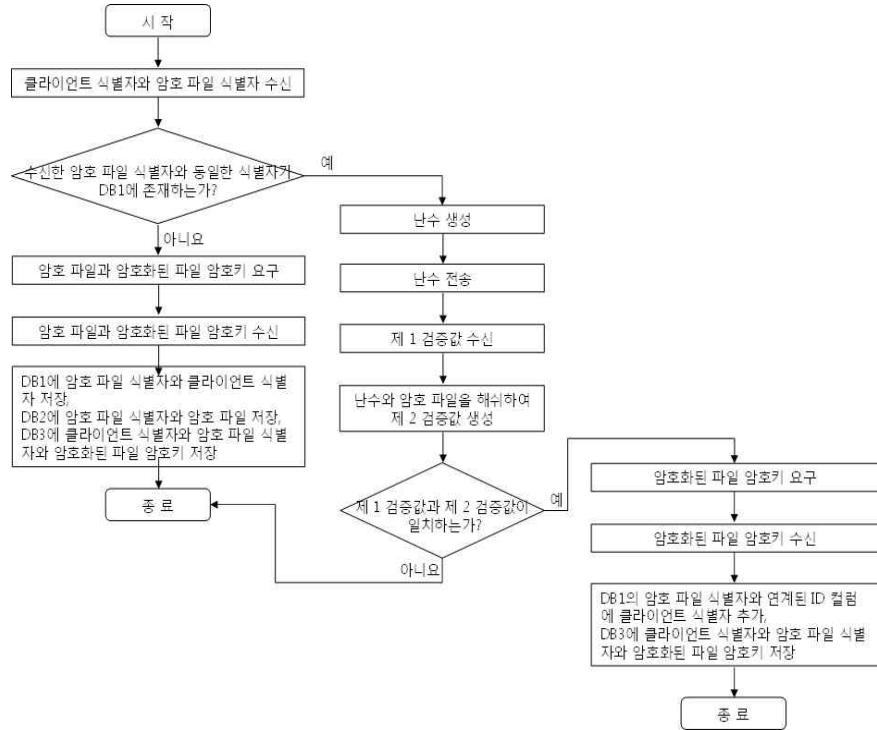 시 작
클라이언트 식별자와 암호 파일 식별자 수신
수신한 암호 파일 식별자와 동일한 식별자가
DB1에 존재하는가?
예
아니요
암호 파일과 암호화된 파일 암호키 요구
암호 파일과 암호화된 파일 암호키 수신
DB1에 암호 파일 식별자와 클라이언트 식별
자 저장,
DB2에 암호 파일 식별자와 암호 파일 저장,
DB3에 클라이언트 식별자와 암호 파일 식별
자와 암호화된 파일 암호키 저장
종 료
난수 생성
난수 전송
제 1 검증값 수신
난수와 암호 파일을 해쉬하여
제 2 검증값 생성
제 1 검증값과 제 2 검증값이
일치하는가?
예
아니요
암호화된 파일 암호키 요구
암호화된 파일 암호키 수신
DB1의 암호 파일 식별자와 연계된 ID 컬럼
에 클라이언트 식별자 추가,
DB3에 클라이언트 식별자와 암호 파일 식별
자와 암호화된 파일 암호키 저장
종 료